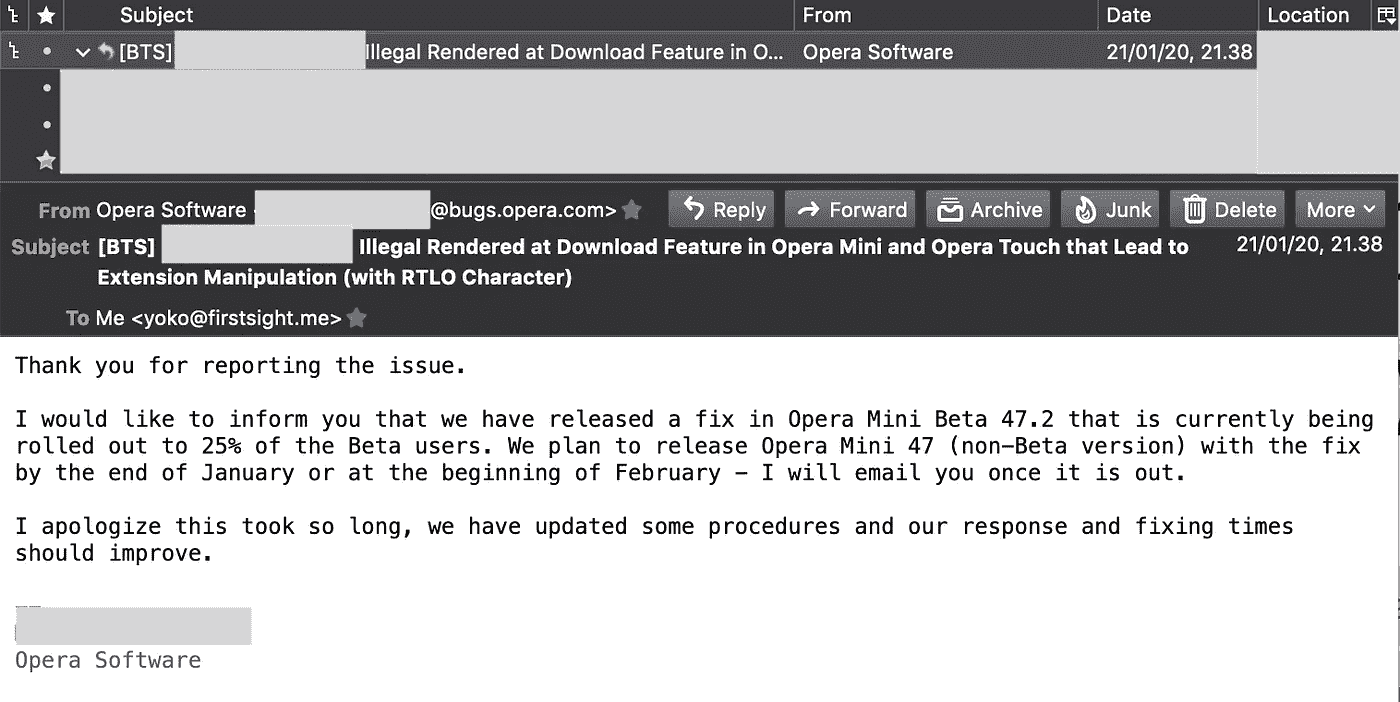 Subject From Date Location
[BTS] Illegal Rendered at Download Feature in O... Opera Software 21/01/20, 21.38
From Opera Software @bugs.opera.com> Reply Forward Archive Junk Delete More
Subject [BTS] Illegal Rendered at Download Feature in Opera Mini and Opera Touch that Lead to 21/01/20, 21.38
Extension Manipulation (with RTLO Character)
To Me <yoko@firstsight.me>
Thank you for reporting the issue.
I would like to inform you that we have released a fix in Opera Mini Beta 47.2 that is currently being
rolled out to 25% of the Beta users. We plan to release Opera Mini 47 (non-Beta version) with the fix
by the end of January or at the beginning of February – I will email you once it is out.
I apologize this took so long, we have updated some procedures and our response and fixing times
should improve.
Opera Software